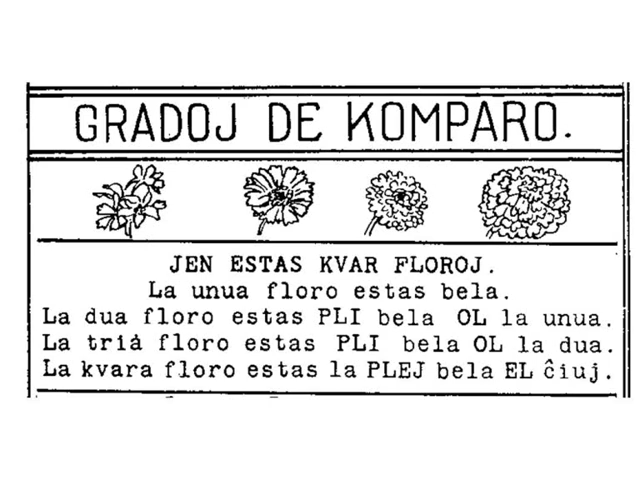 GRADOJ DE KOMPARO.
JEN ESTAS KVAR FLOROJ.
La unua floro estas bela.
La dua floro estas PLI bela OL la unua.
La tria floro estas PLI bela OL la dua.
La kvara floro estas la PLEJ bela EL ĉiuj.